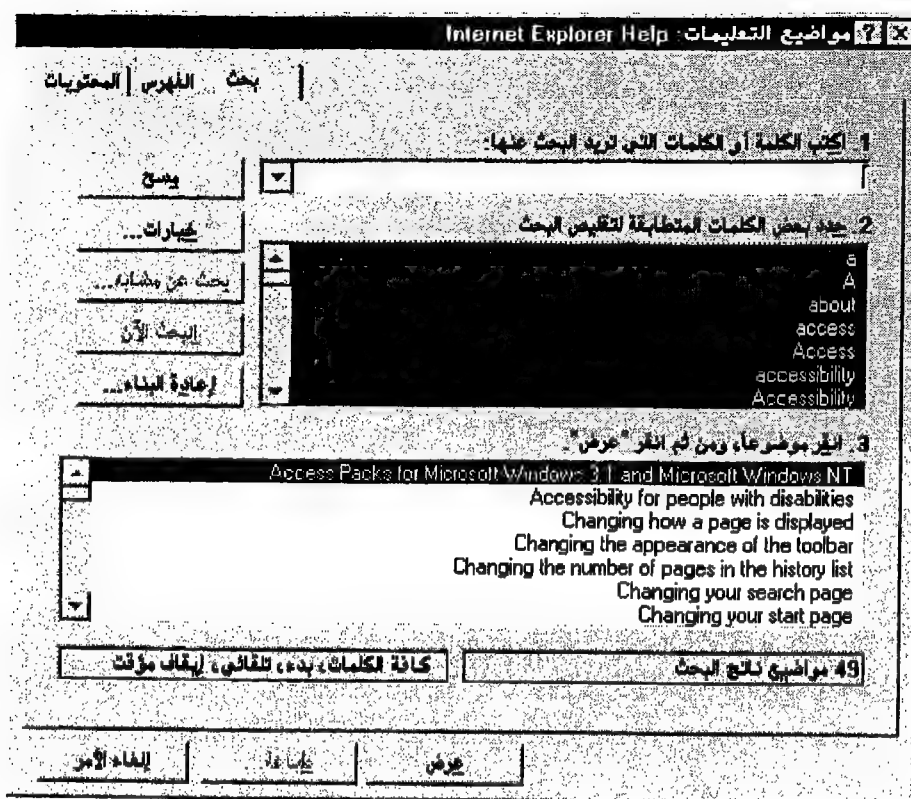 مواضيع التعليمات: Internet Explorer Help
بحث
الفهرس
المحتويات
1 اكتب الكلمة أو الكلمات التي تريد البحث عنها:
يمسح
2 حدد بعض الكلمات المتطابقة لتقليص البحث
خيارات...
a
A
about
access
Access
accessibility
Accessibility
بحث عن مشابه...
البحث الآن
إعادة البناء...
3. انقر موضوعاً، ومن ثم انقر "عرض".
Access Packs for Microsoft Windows 3.1 and Microsoft Windows NT
Accessibility for people with disabilities
Changing how a page is displayed
Changing the appearance of the toolbar
Changing the number of pages in the history list
Changing your search page
Changing your start page
49 مواضيع ناتج البحث
كافة الكلمات، بدء، تلقائي، إيقاف مؤقت
عرض
طباعة...
إلغاء الأمر